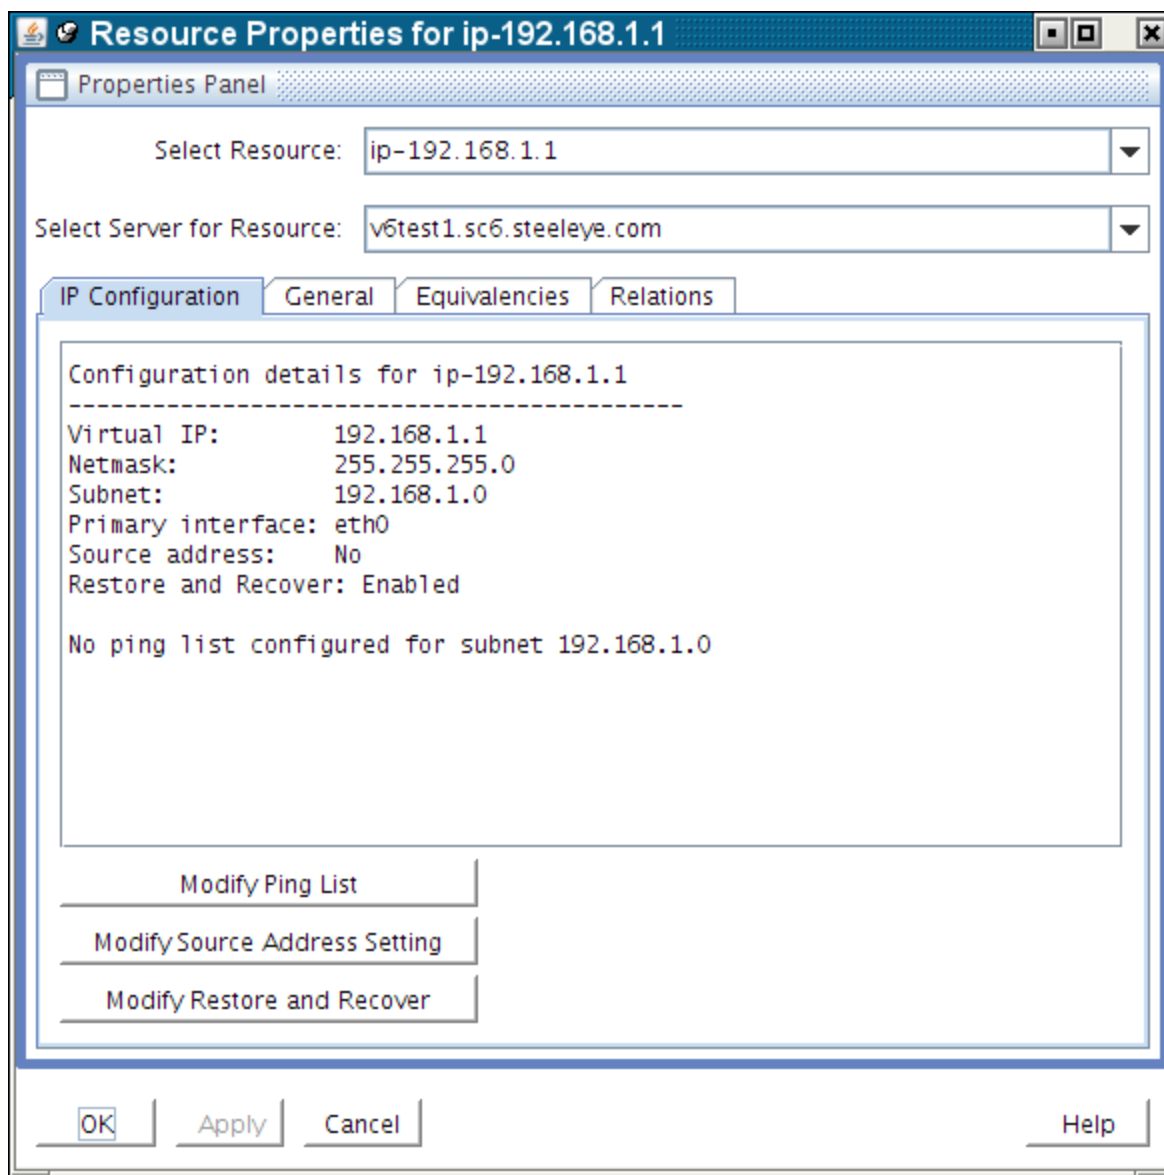 Resource Properties for ip-192.168.1.1
Properties Panel
Select Resource: ip-192.168.1.1
Select Server for Resource: v6test1.sc6.steeleye.com
IP Configuration General Equivalencies Relations
Configuration details for ip-192.168.1.1
--------------------------------------------
Virtual IP: 192.168.1.1
Netmask: 255.255.255.0
Subnet: 192.168.1.0
Primary interface: eth0
Source address: No
Restore and Recover: Enabled
No ping list configured for subnet 192.168.1.0
Modify Ping List
Modify Source Address Setting
Modify Restore and Recover
OK Apply Cancel Help